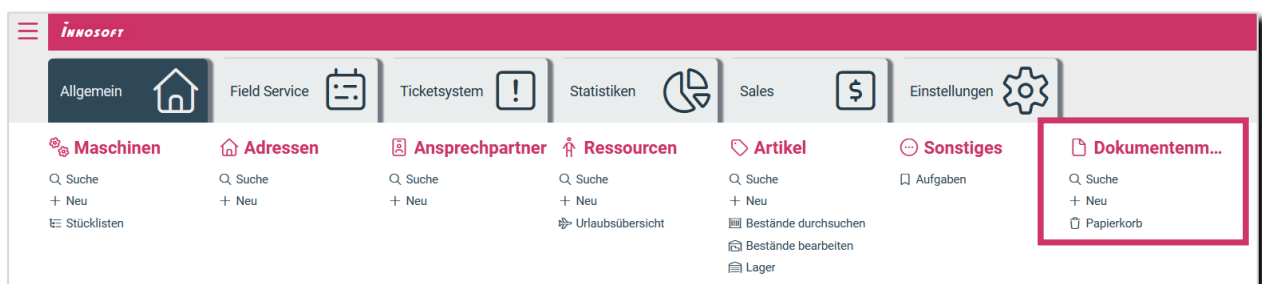 INNOSOFT
Allgemein Field Service Ticketsystem Statistiken Sales Einstellungen
Maschinen Adressen Ansprechpartner Ressourcen Artikel Sonstiges Dokumentenm...
Suche Suche Suche Suche Suche Aufgaben Suche
Neu Neu Neu Neu Neu Neu
Stücklisten Urlaubsübersicht Bestände durchsuchen Papierkorb
Bestände bearbeiten
Lager